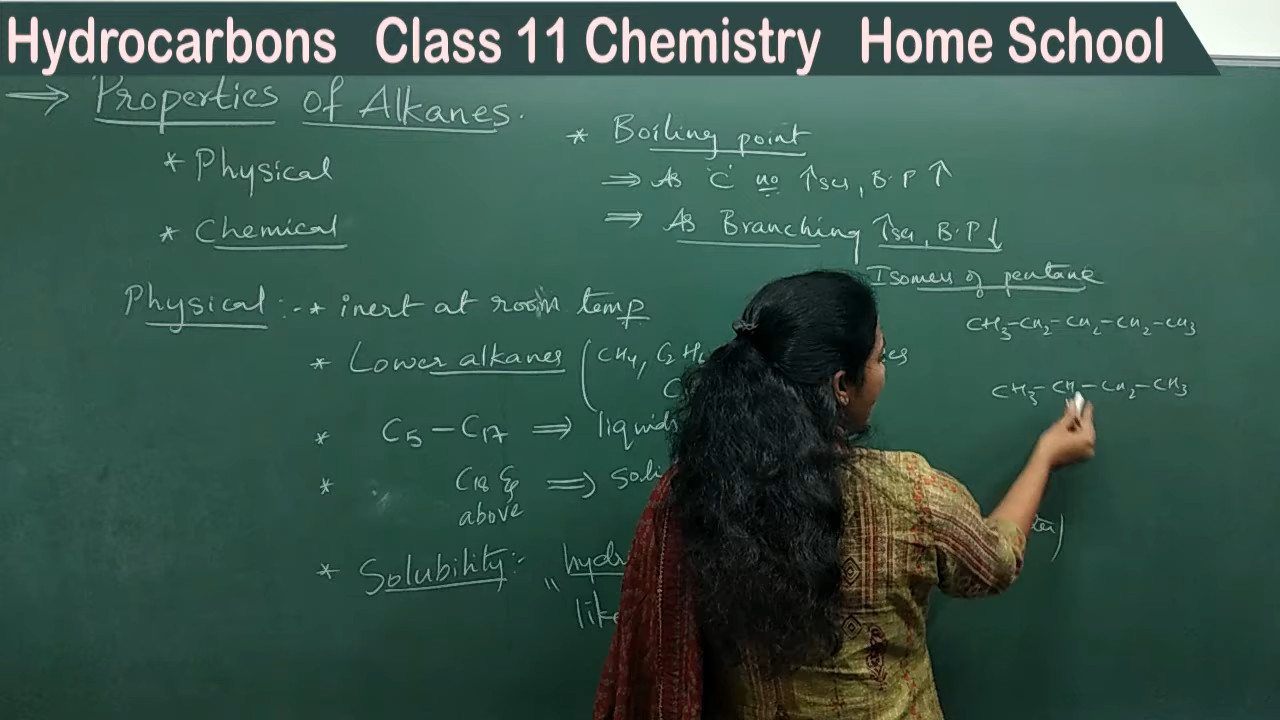 Hydrocarbons Class 11 Chemistry Home School
⇒ Properties of Alkanes.
* Physical
* Chemical
Physical :- * inert at room temp
* Lower alkanes (CH4, C2H6
* C5 – C17 ⇒ liquids
* C18 &
above ⇒
* Solubility :-
"
* Boiling point
⇒ As 'C' no ↑ses, B.P ↑
⇒ As Branching ↑ses, B.P ↓
Isomers of pentane
CH3–CH2–CH2–CH2–CH3
CH3–CH–CH2–CH3